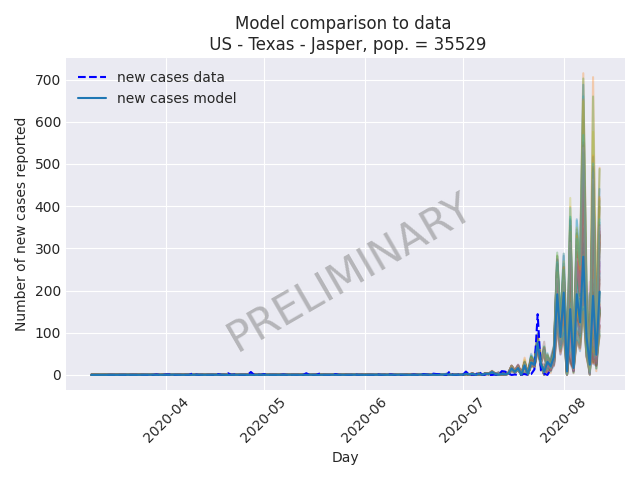 Model comparison to data
US - Texas - Jasper, pop. = 35529
new cases data
new cases model
Number of new cases reported
700
600
500
400
300
200
100
0
PRELIMINARY
2020-04
2020-05
2020-06
2020-07
2020-08
Day